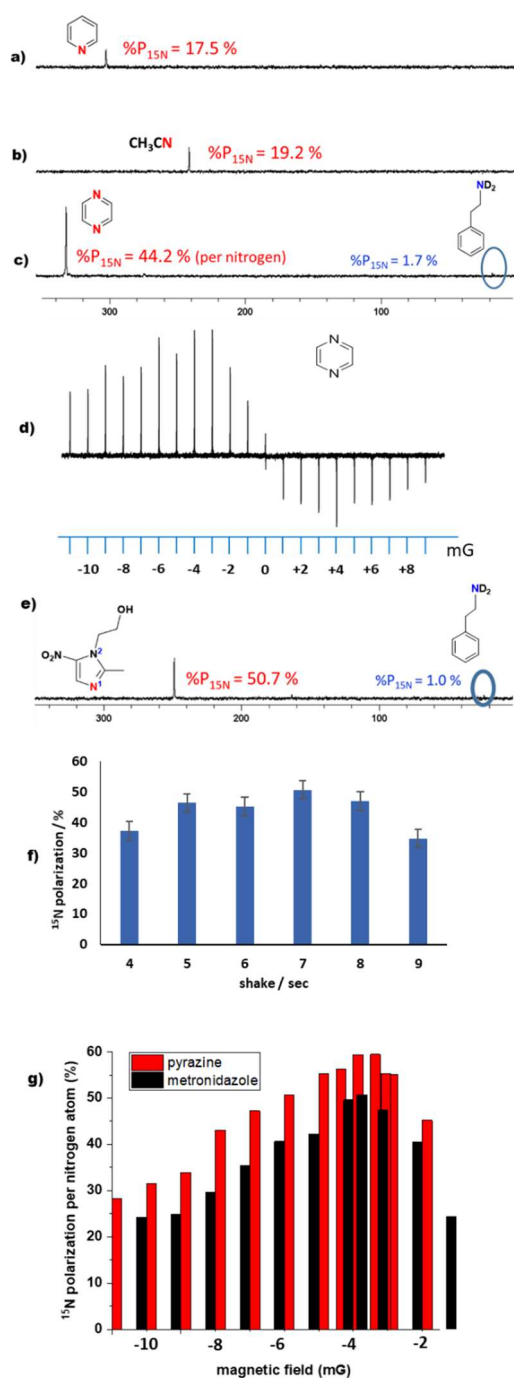 N
a)
%P15N = 17.5 %
CH3CN
b)
%P15N = 19.2 %
N
N
ND2
c)
%P15N = 44.2 % (per nitrogen)
%P15N = 1.7 %
300 200 100
N
N
d)
mG
-10 -8 -6 -4 -2 0 +2 +4 +6 +8
e)
OH
ND2
O2N
N2
N1
%P15N = 50.7 %
%P15N = 1.0 %
300 200 100
f)
15N polarization / %
60
50
40
30
20
10
0
4 5 6 7 8 9
shake / sec
g)
pyrazine
metronidazole
15N polarization per nitrogen atom (%)
60
50
40
30
20
10
0
-10 -8 -6 -4 -2
magnetic field (mG)